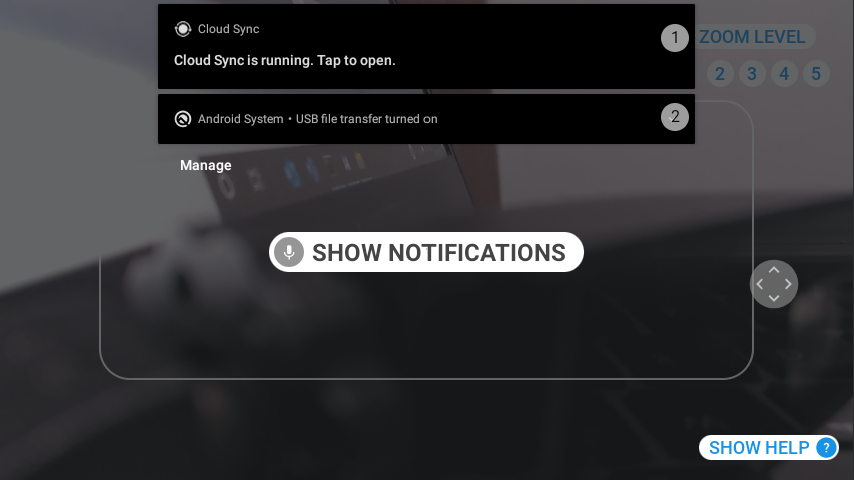 Cloud Sync
1
ZOOM LEVEL
Cloud Sync is running. Tap to open.
2 3 4 5
Android System • USB file transfer turned on
2
Manage
SHOW NOTIFICATIONS
SHOW HELP ?